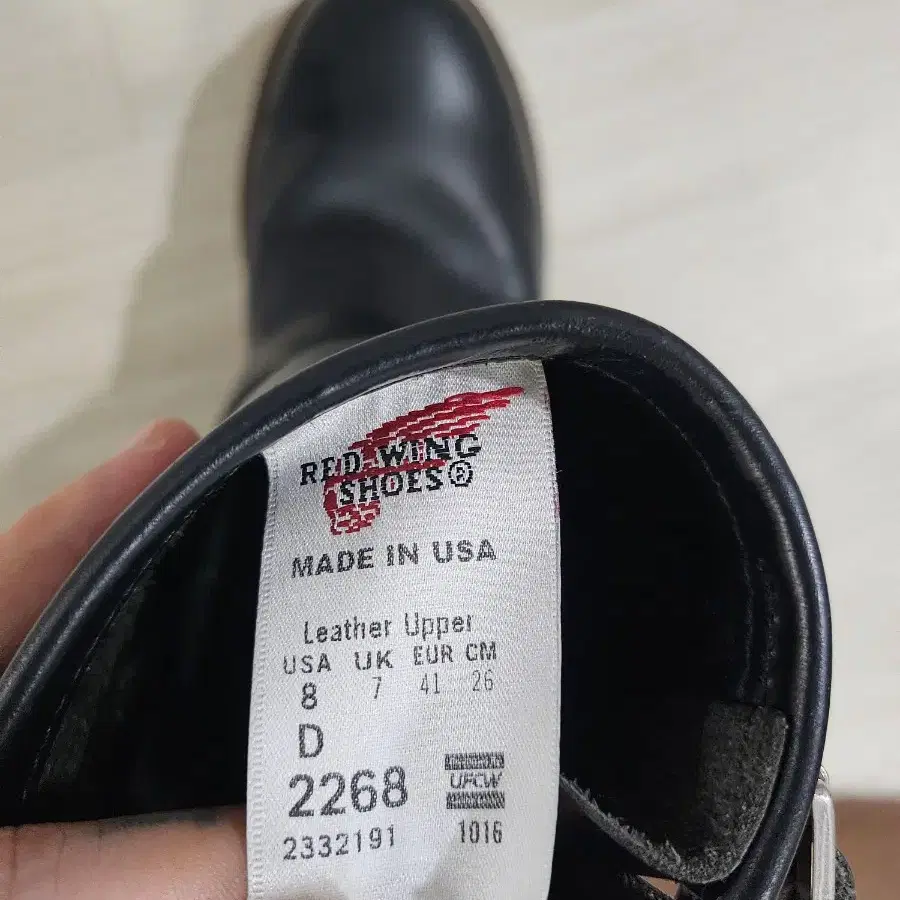 RED WING
SHOES®
MADE IN USA
Leather Upper
USA UK EUR CM
8 7 41 26
D
2268
UFCW
2332191 1016